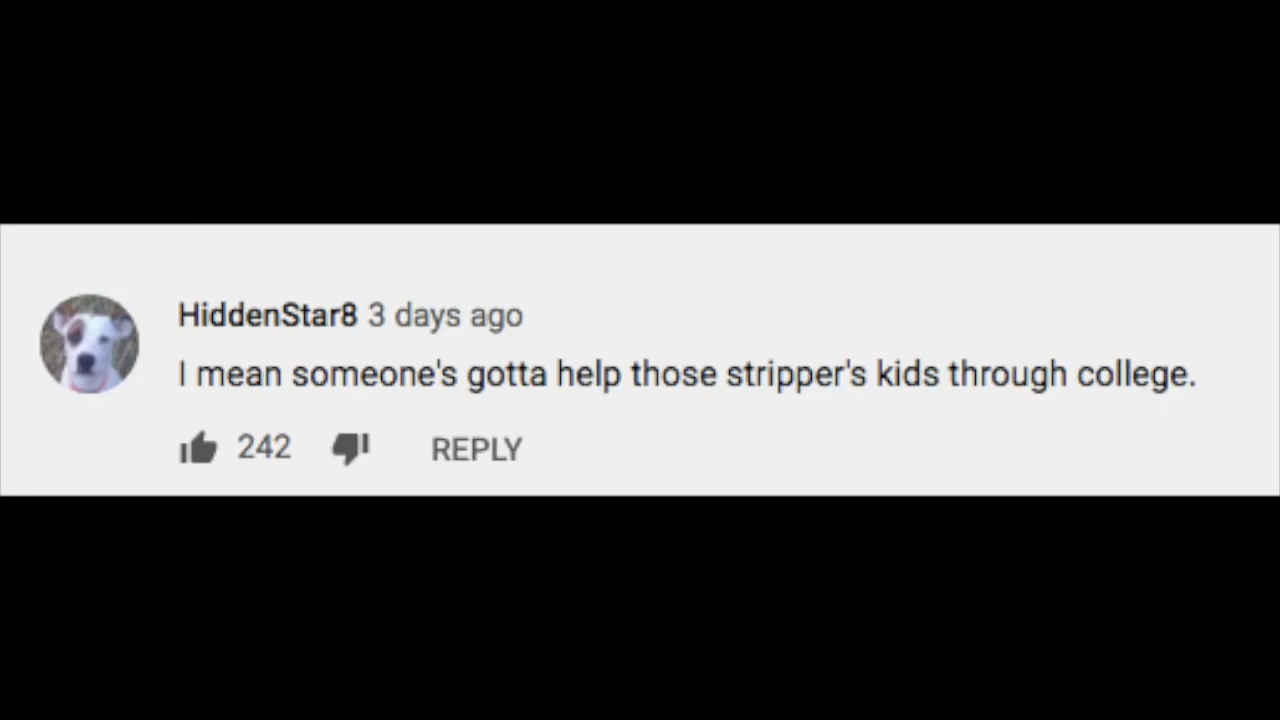 HiddenStar8 3 days ago
I mean someone's gotta help those stripper's kids through college.
242 REPLY